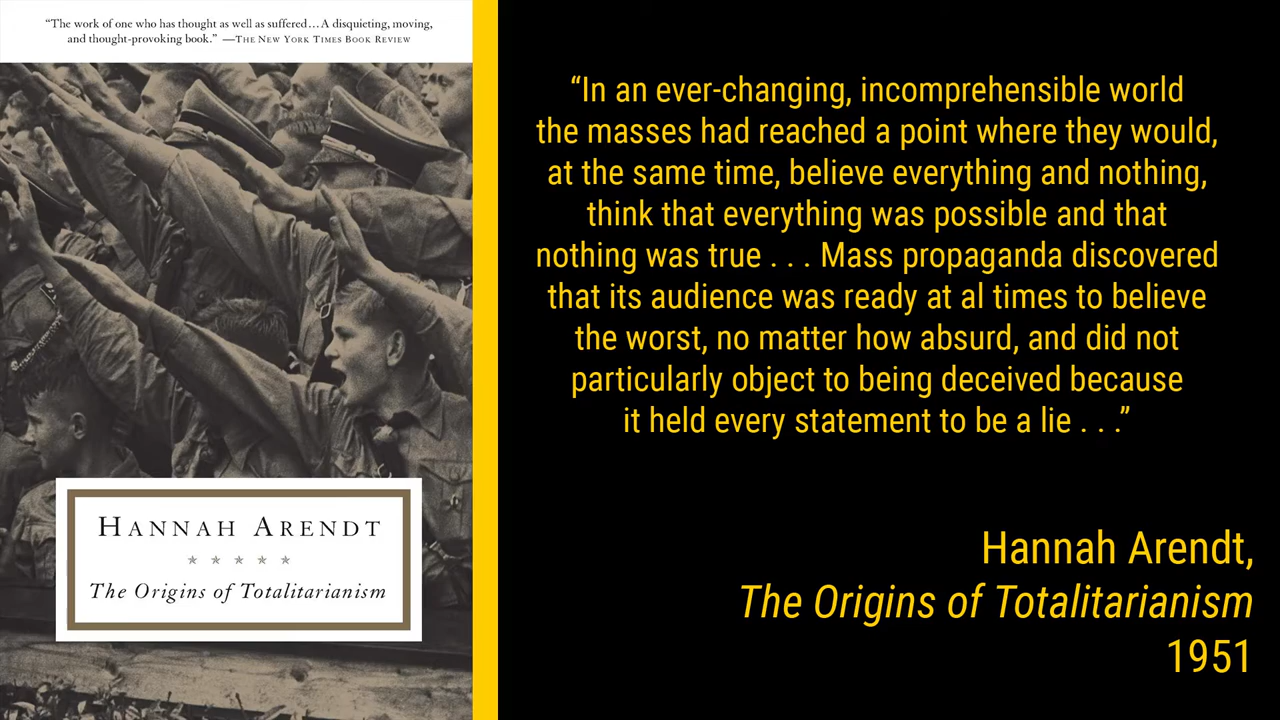 “The work of one who has thought as well as suffered…A disquieting, moving,
and thought-provoking book.” —The New York Times Book Review
Hannah Arendt
★ ★ ★ ★ ★
The Origins of Totalitarianism
“In an ever-changing, incomprehensible world
the masses had reached a point where they would,
at the same time, believe everything and nothing,
think that everything was possible and that
nothing was true . . . Mass propaganda discovered
that its audience was ready at al times to believe
the worst, no matter how absurd, and did not
particularly object to being deceived because
it held every statement to be a lie . . .”
Hannah Arendt,
The Origins of Totalitarianism
1951